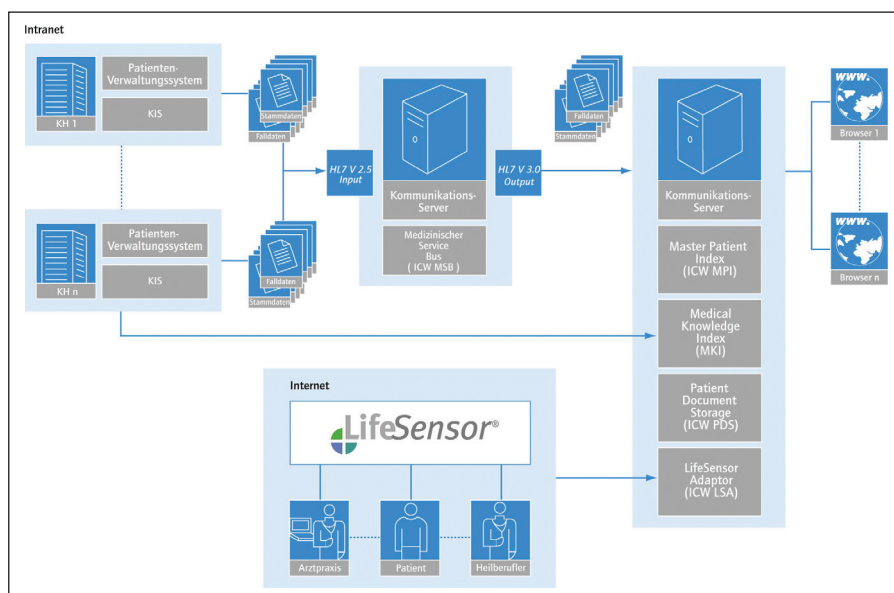 Intranet
Patienten-
Verwaltungssystem
KIS
KH 1
Stammdaten
Falldaten
HL7 V 2.5
Input
Kommunikations-
Server
Medizinischer
Service
Bus
( ICW MSB )
HL7 V 3.0
Output
Falldaten
Stammdaten
Kommunikations-
Server
Master Patient
Index
(ICW MPI)
Medical
Knowledge
Index
(MKI)
Patient
Document
Storage
(ICW PDS)
LifeSensor
Adaptor
(ICW LSA)
www.
Browser 1
www.
Browser n
Patienten-
Verwaltungssystem
KIS
KH n
Falldaten
Stammdaten
Internet
LifeSensor®
Arztpraxis
Patient
Heilberufler